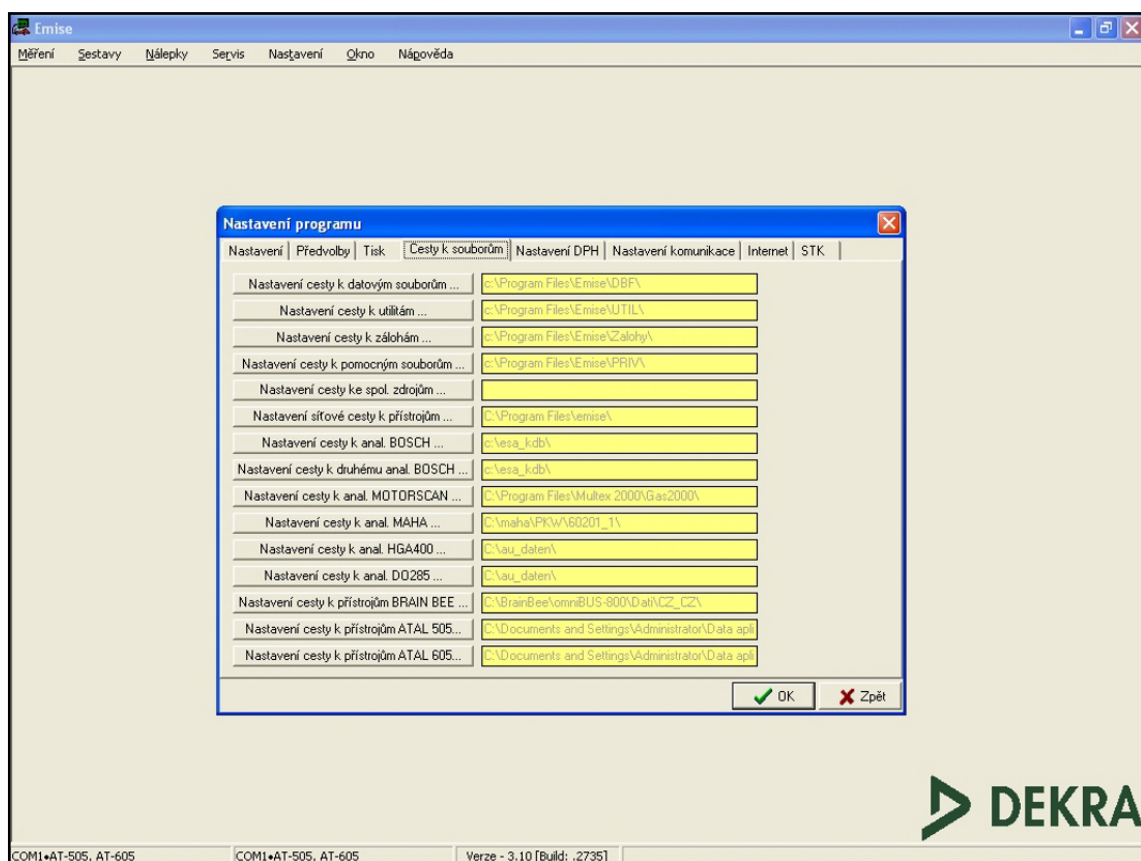 Emise
Měření Sestavy Nálepky Servis Nastavení Okno Nápověda
Nastavení programu
Nastavení Předvolby Tisk Cesty k souborům Nastavení DPH Nastavení komunikace Internet STK
Nastavení cesty k datovým souborům ... c:\Program Files\Emise\DBF\
Nastavení cesty k utilitám ... c:\Program Files\Emise\UTIL\
Nastavení cesty k zálohám ... c:\Program Files\Emise\Zalohy\
Nastavení cesty k pomocným souborům ... c:\Program Files\Emise\PRIV\
Nastavení cesty ke spol. zdrojům ...
Nastavení síťové cesty k přístrojům ... C:\Program Files\emise\
Nastavení cesty k anal. BOSCH ... c:\esa_kdb\
Nastavení cesty k druhému anal. BOSCH ... c:\esa_kdb\
Nastavení cesty k anal. MOTORSCAN ... C:\Program Files\Multex 2000\Gas2000\
Nastavení cesty k anal. MAHA ... C:\maha\PKW\60201_1\
Nastavení cesty k anal. HGA400 ... C:\au_daten\
Nastavení cesty k anal. DO285 ... C:\au_daten\
Nastavení cesty k přístrojům BRAIN BEE ... C:\BrainBee\omniBUS-800\Dati\CZ_CZ\
Nastavení cesty k přístrojům ATAL 505... C:\Documents and Settings\Administrator\Data apli
Nastavení cesty k přístrojům ATAL 605... C:\Documents and Settings\Administrator\Data apli
OK Zpět
DEKRA
COM1•AT-505, AT-605 COM1•AT-505, AT-605 Verze - 3.10 [Build: .2735]